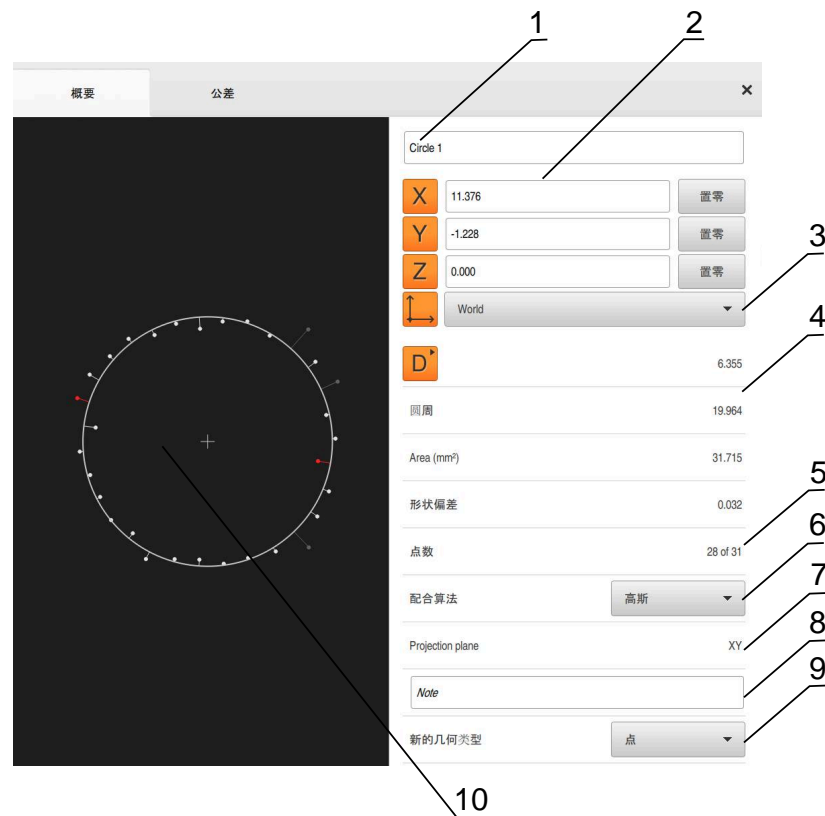 1 2
概要 公差 ×
Circle 1
X 11.376 置零
Y -1.228 置零
3
Z 0.000 置零
World
4
D 6.355
圆周 19.964
Area (mm²) 31.715
5
形状偏差 0.032
6
点数 28 of 31
7
配合算法 高斯
8
Projection plane XY
9
Note
新的几何类型 点
10